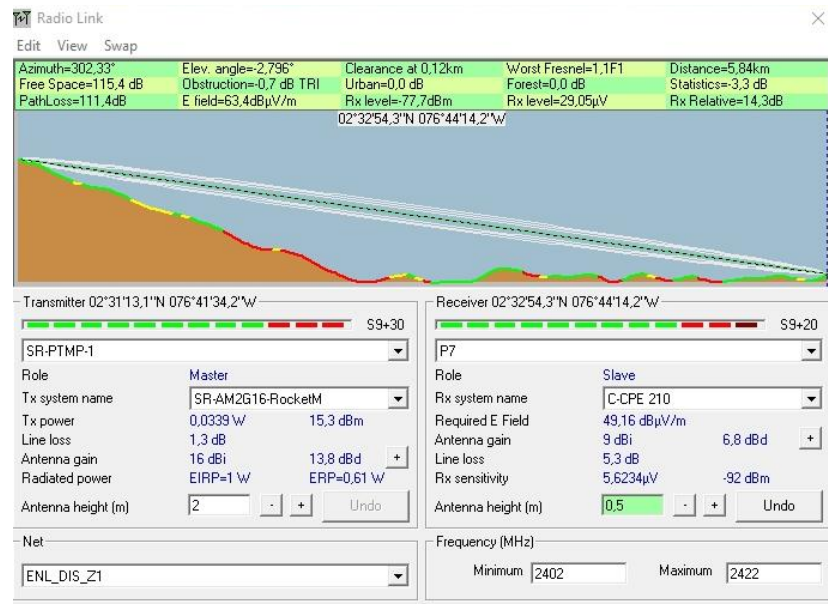 Radio Link
Edit View Swap
Azimuth=302,33° Elev. angle=-2,796° Clearance at 0,12km Worst Fresnel=1,1F1 Distance=5,84km
Free Space=115,4 dB Obstruction=-0,7 dB TRI Urban=0,0 dB Forest=0,0 dB Statistics=-3,3 dB
PathLoss=111,4dB E field=63,4dBµV/m Rx level=-77,7dBm Rx level=29,05µV Rx Relative=14,3dB
02°32'54,3''N 076°44'14,2''W
Transmitter 02°31'13,1''N 076°41'34,2''W
S9+30
SR-PTMP-1
Role Master
Tx system name SR-AM2G16-RocketM
Tx power 0,0339 W 15,3 dBm
Line loss 1,3 dB
Antenna gain 16 dBi 13,8 dBd +
Radiated power EIRP=1 W ERP=0,61 W
Antenna height (m) 2 - + Undo
Receiver 02°32'54,3''N 076°44'14,2''W
S9+20
P7
Role Slave
Rx system name C-CPE 210
Required E Field 49,16 dBµV/m
Antenna gain 9 dBi 6,8 dBd +
Line loss 5,3 dB
Rx sensitivity 5,6234µV -92 dBm
Antenna height (m) 0,5 - + Undo
Net
ENL_DIS_Z1
Frequency (MHz)
Minimum 2402 Maximum 2422